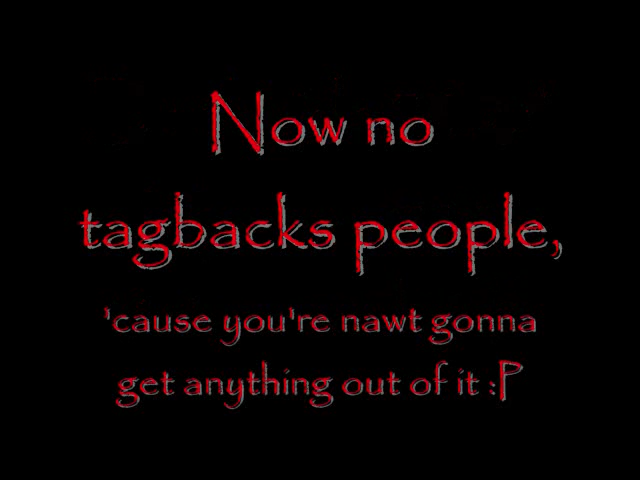 Now no
tagbacks people,
'cause you're nawt gonna
get anything out of it :P